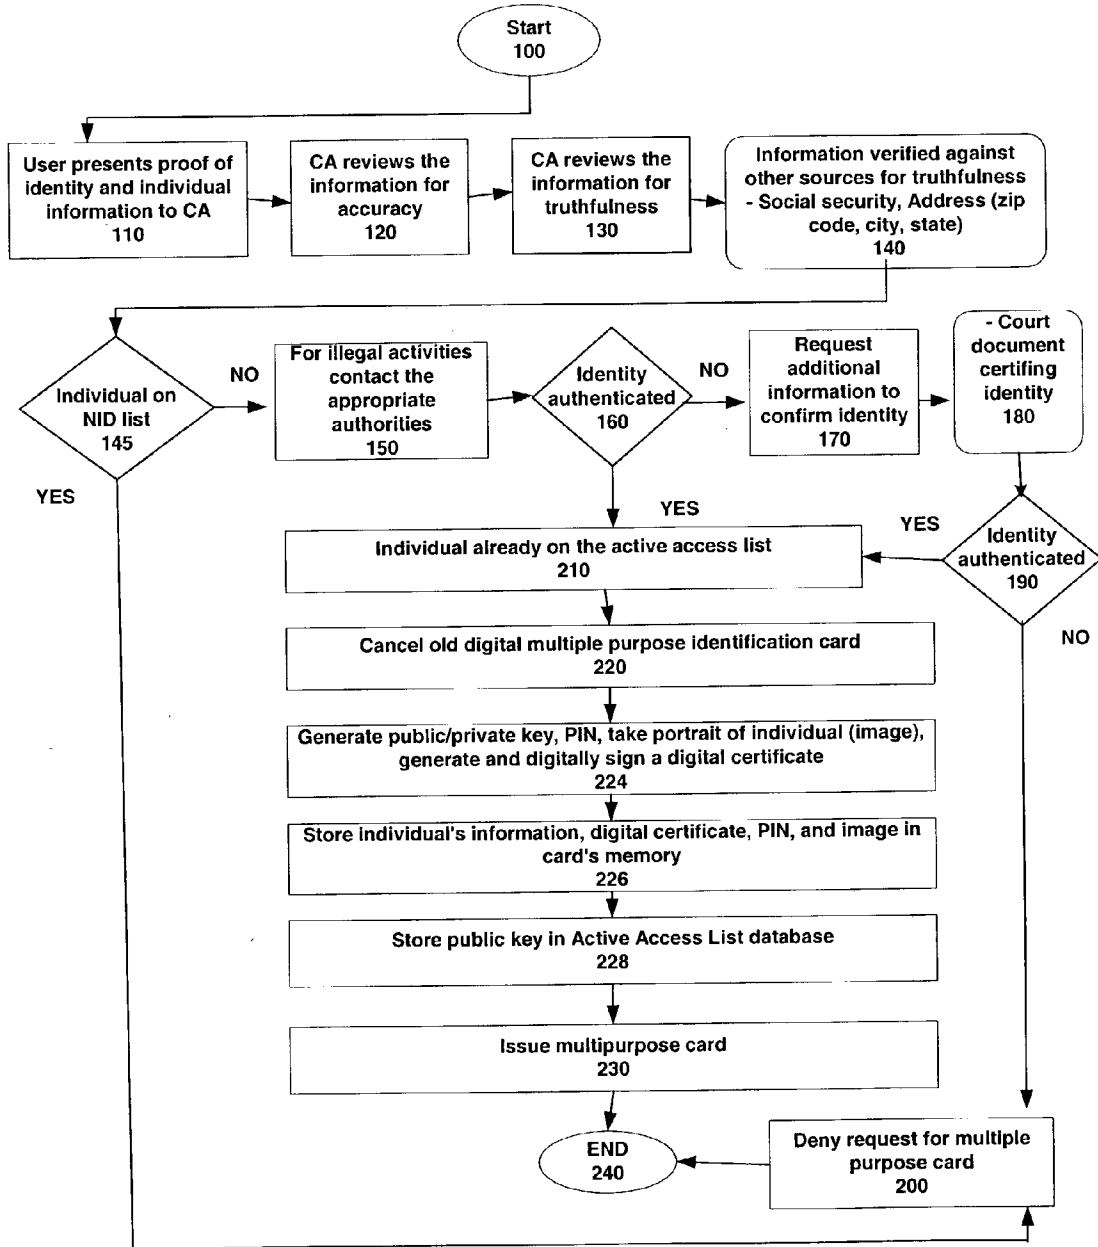 Start
100
User presents proof of
identity and individual
information to CA
110
CA reviews the
information for
accuracy
120
CA reviews the
information for
truthfulness
130
Information verified against
other sources for truthfulness
- Social security, Address (zip
code, city, state)
140
Individual on
NID list
145
NO
YES
For illegal activities
contact the
appropriate
authorities
150
Identity
authenticated
160
NO
YES
Request
additional
information to
confirm identity
170
- Court
document
certifing
identity
180
Identity
authenticated
190
YES
NO
Individual already on the active access list
210
Cancel old digital multiple purpose identification card
220
Generate public/private key, PIN, take portrait of individual (image),
generate and digitally sign a digital certificate
224
Store individual's information, digital certificate, PIN, and image in
card's memory
226
Store public key in Active Access List database
228
Issue multipurpose card
230
END
240
Deny request for multiple
purpose card
200